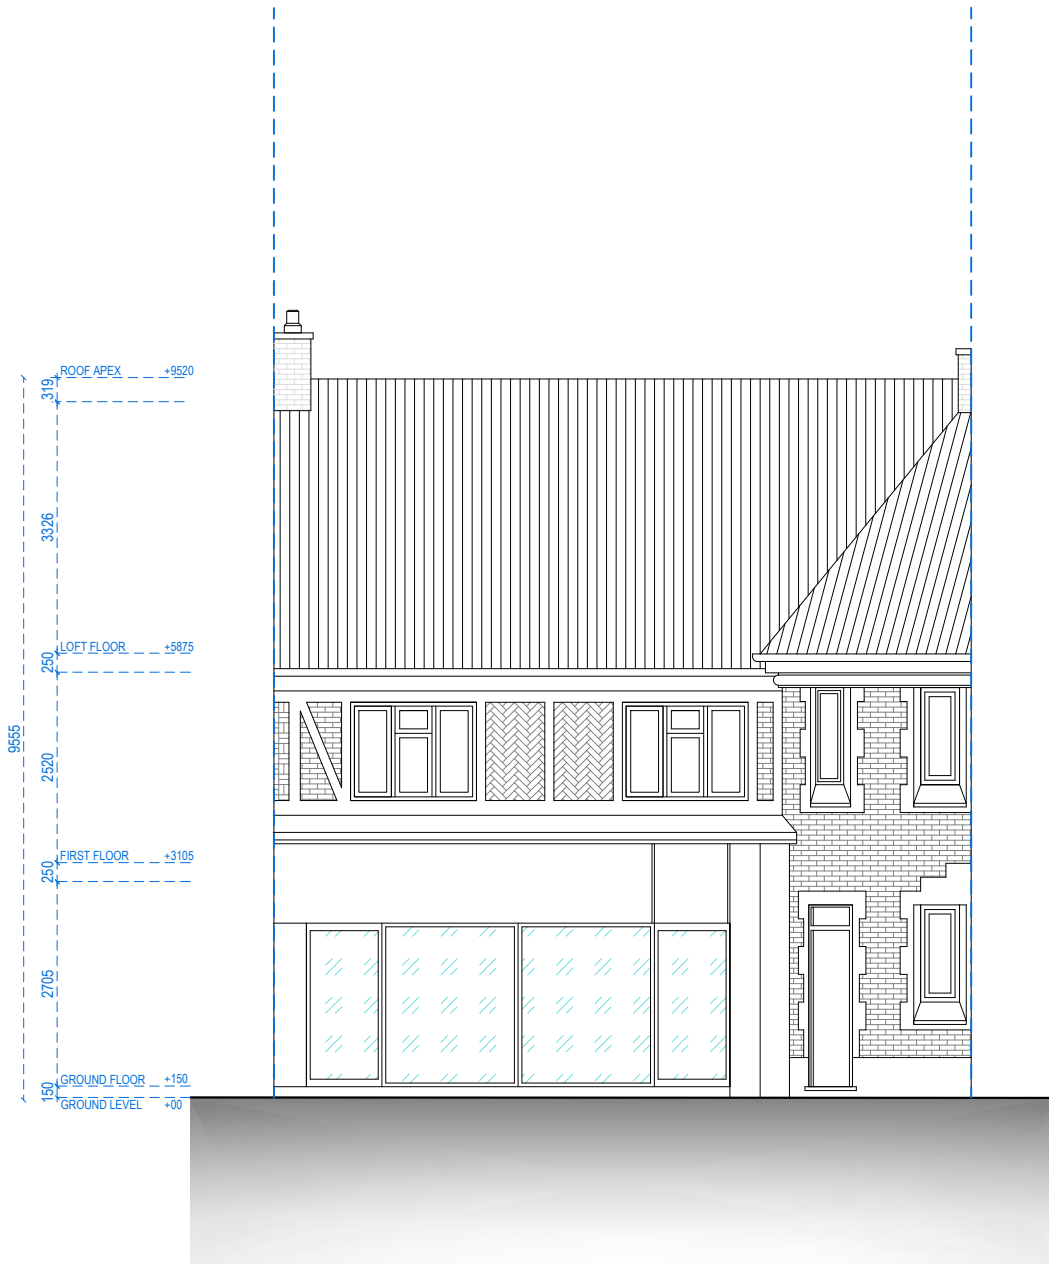 ROOF APEX +9520
319
3326
LOFT FLOOR +5875
250
9555
2520
FIRST FLOOR +3105
250
2705
GROUND FLOOR +150
150
GROUND LEVEL +00